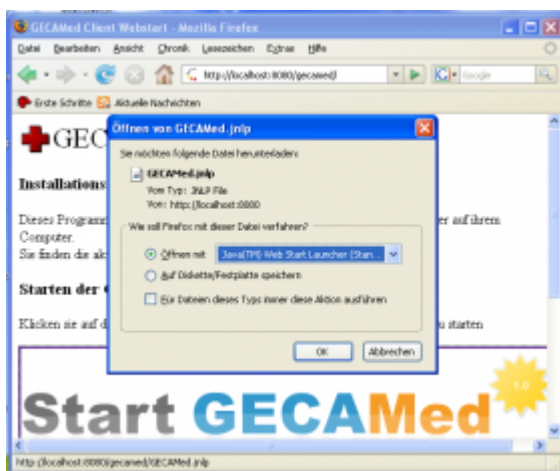 GECAMed Client Webstart - Mozilla Firefox
Datei Bearbeiten Ansicht Chronik Lesezeichen Extras Hilfe
http://localhost:8080/gecamed/
Google
Erste Schritte Aktuelle Nachrichten
GEC
Installations
Dieses Program
er auf ihrem
Computer.
Sie finden die ak
Starten der
Klicken sie auf d
u starten
Öffnen von GECAMed.jnlp
Sie möchten folgende Datei herunterladen:
GECAMed.jnlp
Vom Typ: JNLP File
Von: http://localhost:8080
Wie soll Firefox mit dieser Datei verfahren?
Öffnen mit Java(TM) Web Start Launcher (Stan...
Auf Diskette/Festplatte speichern
Für Dateien dieses Typs immer diese Aktion ausführen
OK Abbrechen
Start GECAMed
1.0
http://localhost:8080/gecamed/GECAMed.jnlp